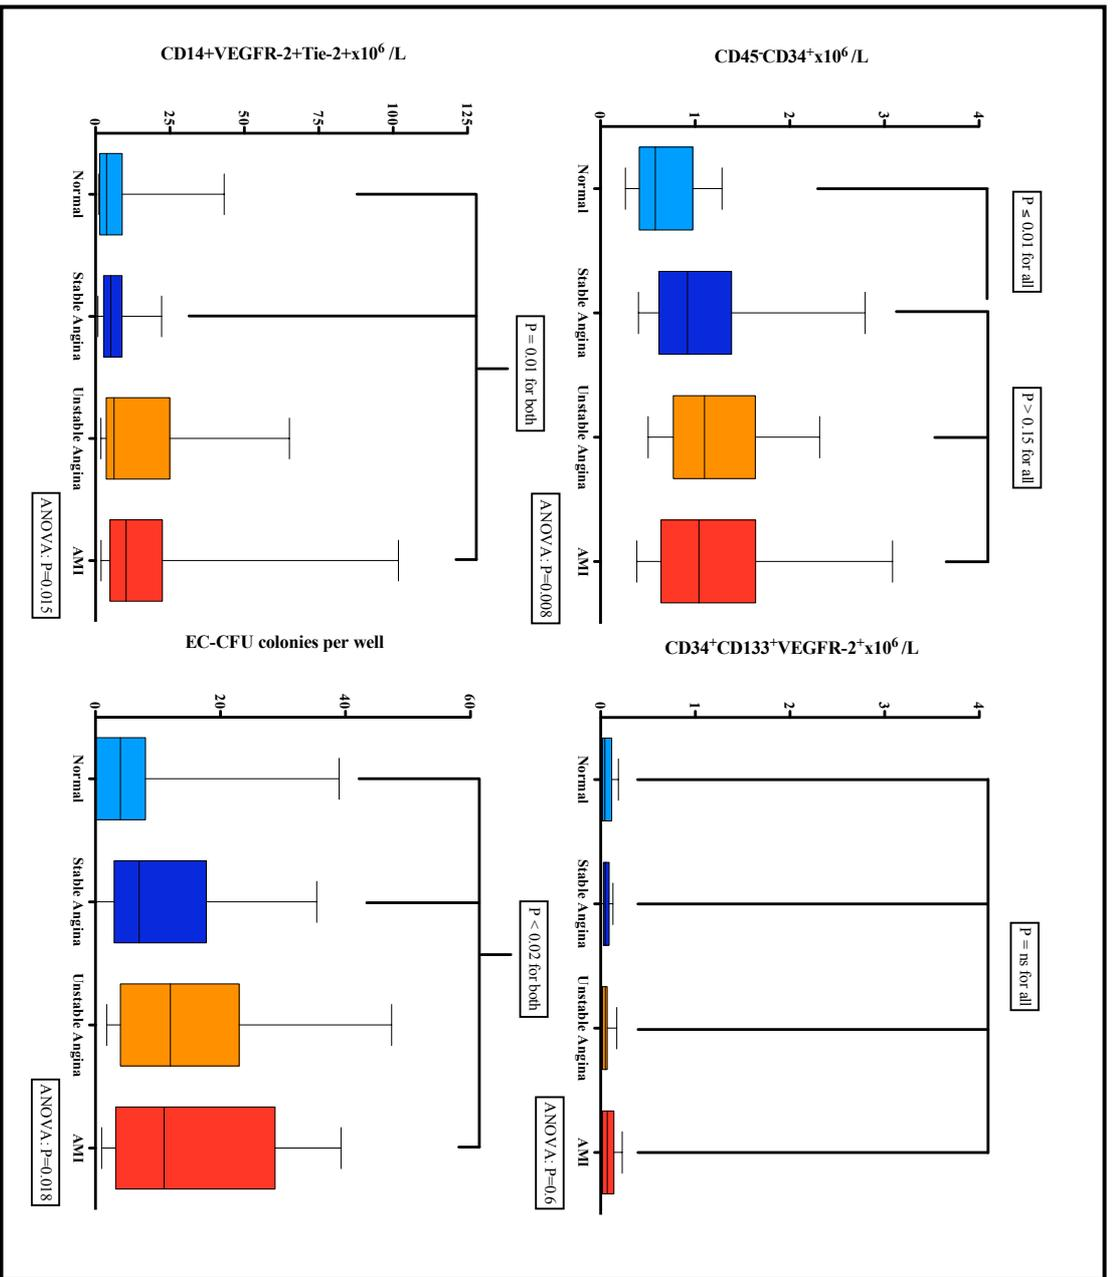 P ≤ 0.01 for all
P > 0.15 for all
CD45⁻CD34⁺x10⁶ /L
4
3
2
1
0
Normal
Stable Angina
Unstable Angina
AMI
ANOVA: P=0.008
P = ns for all
CD34⁺CD133⁺VEGFR-2⁺x10⁶ /L
4
3
2
1
0
Normal
Stable Angina
Unstable Angina
AMI
ANOVA: P=0.6
P = 0.01 for both
CD14+VEGFR-2+Tie-2+x10⁶ /L
125
100
75
50
25
0
Normal
Stable Angina
Unstable Angina
AMI
ANOVA: P=0.015
P < 0.02 for both
EC-CFU colonies per well
60
40
20
0
Normal
Stable Angina
Unstable Angina
AMI
ANOVA: P=0.018